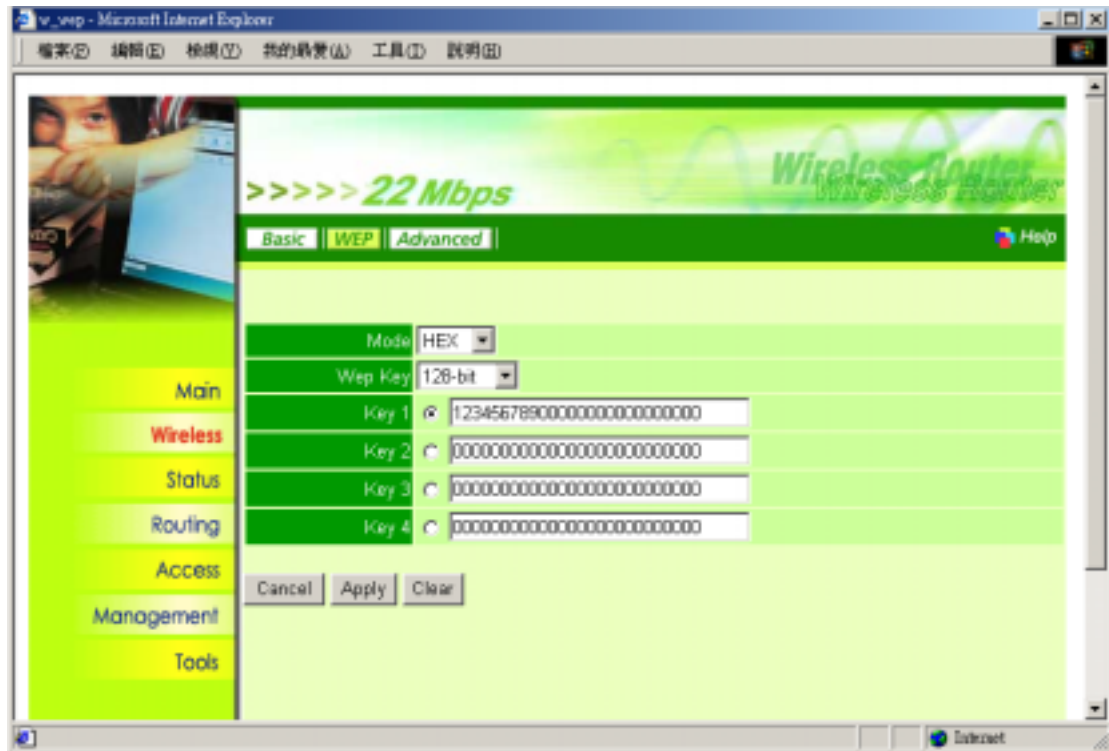 w_wep - Microsoft Internet Explorer
檔案(F) 編輯(E) 檢視(V) 我的最愛(A) 工具(T) 說明(H)
>>>>> 22 Mbps
Wireless Router
Wireless Router
Basic WEP Advanced Help
Mode HEX
Wep Key 128-bit
Key 1 12345678900000000000000000
Key 2 00000000000000000000000000
Key 3 00000000000000000000000000
Key 4 00000000000000000000000000
Cancel Apply Clear
Main
Wireless
Status
Routing
Access
Management
Tools
Internet